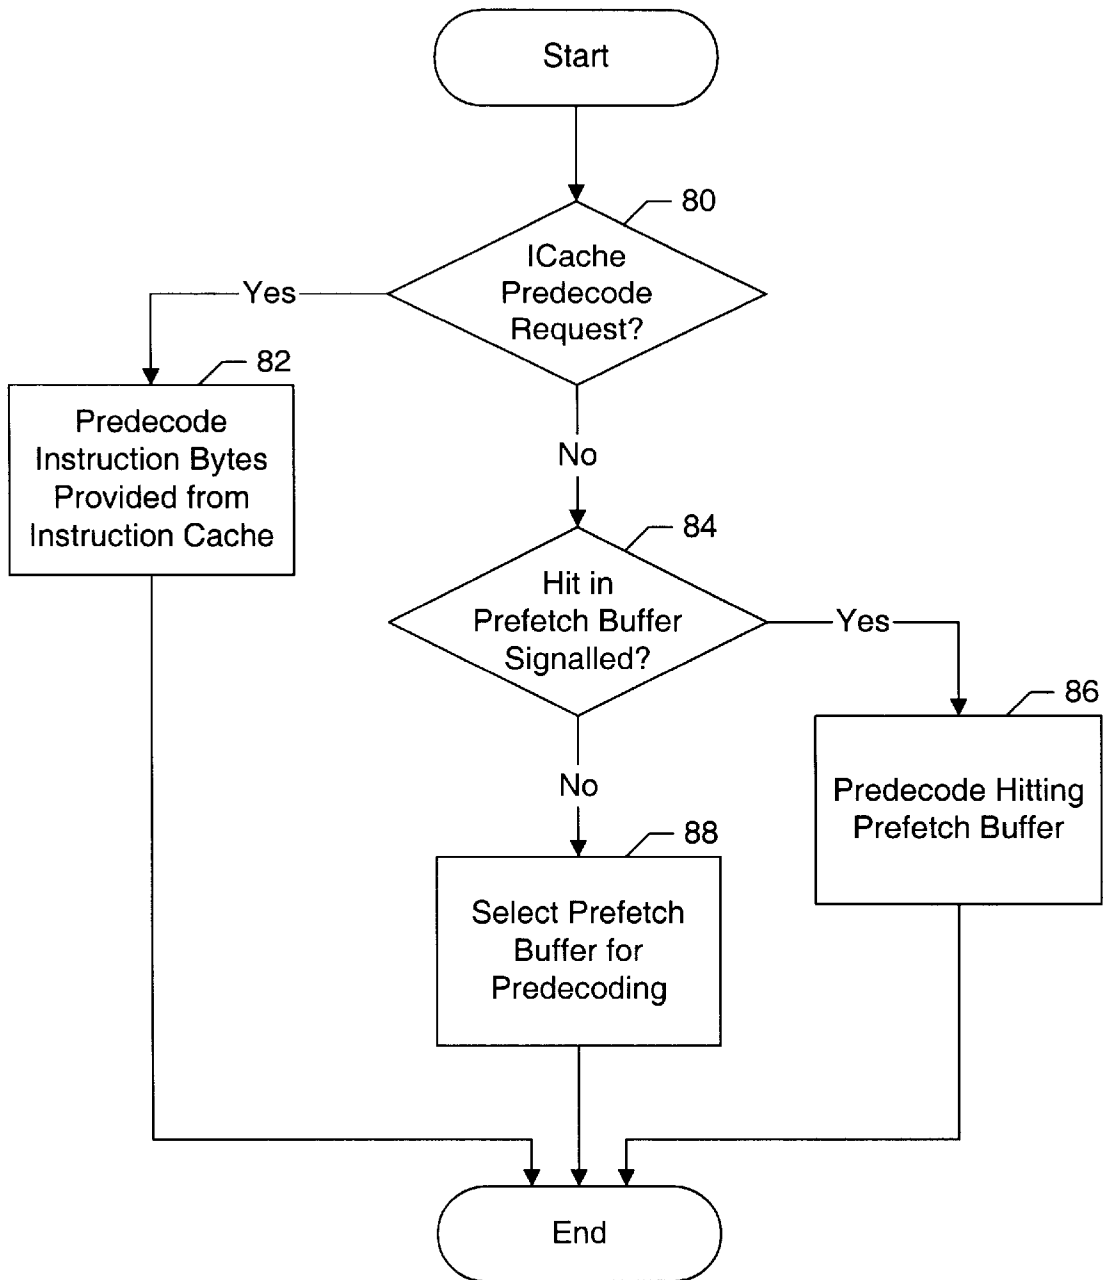 Start
80
ICache
Predecode
Request?
Yes
82
Predecode
Instruction Bytes
Provided from
Instruction Cache
No
84
Hit in
Prefetch Buffer
Signalled?
Yes
86
Predecode Hitting
Prefetch Buffer
No
88
Select Prefetch
Buffer for
Predecoding
End